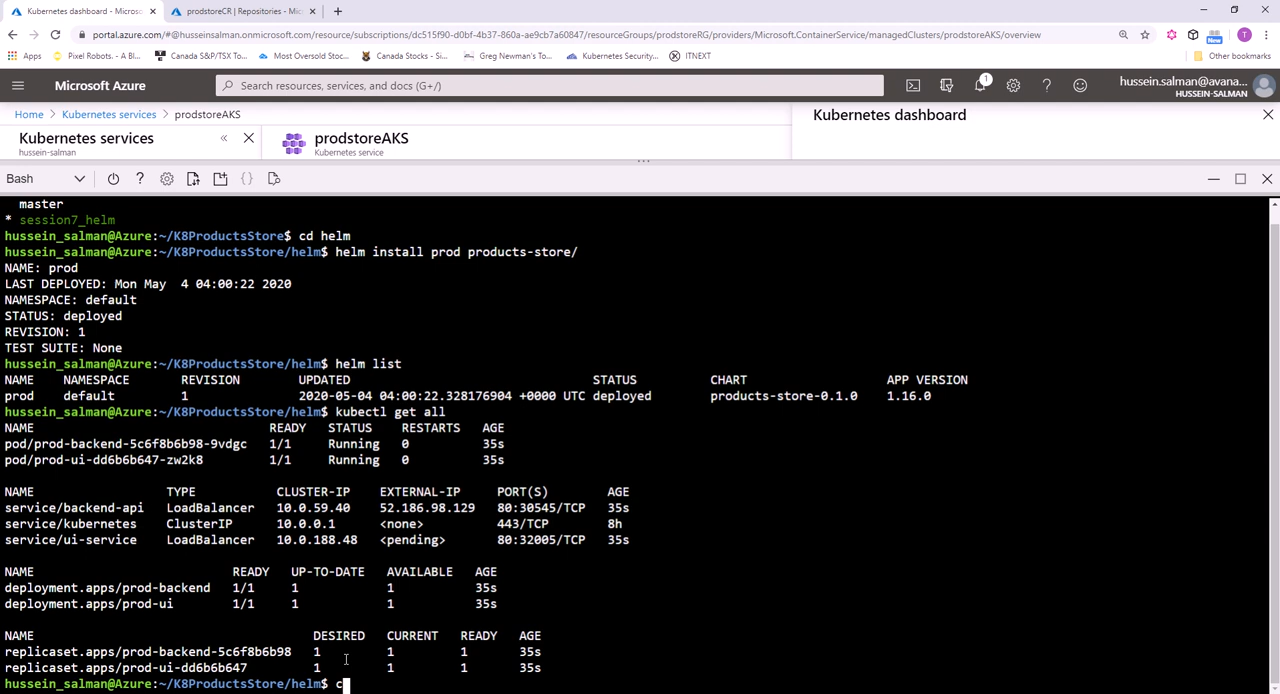 Kubernetes dashboard - Microso
prodstoreCR | Repositories - Mic
portal.azure.com/#@husseinsalman.onmicrosoft.com/resource/subscriptions/dc515f90-d0bf-4b37-860a-ae9cb7a60847/resourceGroups/prodstoreRG/providers/Microsoft.ContainerService/managedClusters/prodstoreAKS/overview
Apps Pixel Robots. - A Bl... Canada S&P/TSX To... Most Oversold Stoc... Canada Stocks - Si... Greg Newman's To... Kubernetes Security... ITNEXT Other bookmarks
New
T
Microsoft Azure
Search resources, services, and docs (G+/)
1
hussein.salman@avana...
HUSSEIN-SALMAN
Home > Kubernetes services > prodstoreAKS
Kubernetes services
hussein-salman
prodstoreAKS
Kubernetes service
Kubernetes dashboard
Bash
master
* session7_helm
hussein_salman@Azure:~/K8ProductsStore$ cd helm
hussein_salman@Azure:~/K8ProductsStore/helm$ helm install prod products-store/
NAME: prod
LAST DEPLOYED: Mon May  4 04:00:22 2020
NAMESPACE: default
STATUS: deployed
REVISION: 1
TEST SUITE: None
hussein_salman@Azure:~/K8ProductsStore/helm$ helm list
NAME NAMESPACE REVISION UPDATED STATUS CHART APP VERSION
prod default 1 2020-05-04 04:00:22.328176904 +0000 UTC deployed products-store-0.1.0 1.16.0
hussein_salman@Azure:~/K8ProductsStore/helm$ kubectl get all
NAME READY STATUS RESTARTS AGE
pod/prod-backend-5c6f8b6b98-9vdgc 1/1 Running 0 35s
pod/prod-ui-dd6b6b647-zw2k8 1/1 Running 0 35s
NAME TYPE CLUSTER-IP EXTERNAL-IP PORT(S) AGE
service/backend-api LoadBalancer 10.0.59.40 52.186.98.129 80:30545/TCP 35s
service/kubernetes ClusterIP 10.0.0.1 <none> 443/TCP 8h
service/ui-service LoadBalancer 10.0.188.48 <pending> 80:32005/TCP 35s
NAME READY UP-TO-DATE AVAILABLE AGE
deployment.apps/prod-backend 1/1 1 1 35s
deployment.apps/prod-ui 1/1 1 1 35s
NAME DESIRED CURRENT READY AGE
replicaset.apps/prod-backend-5c6f8b6b98 1 1 1 35s
replicaset.apps/prod-ui-dd6b6b647 1 1 1 35s
hussein_salman@Azure:~/K8ProductsStore/helm$ c